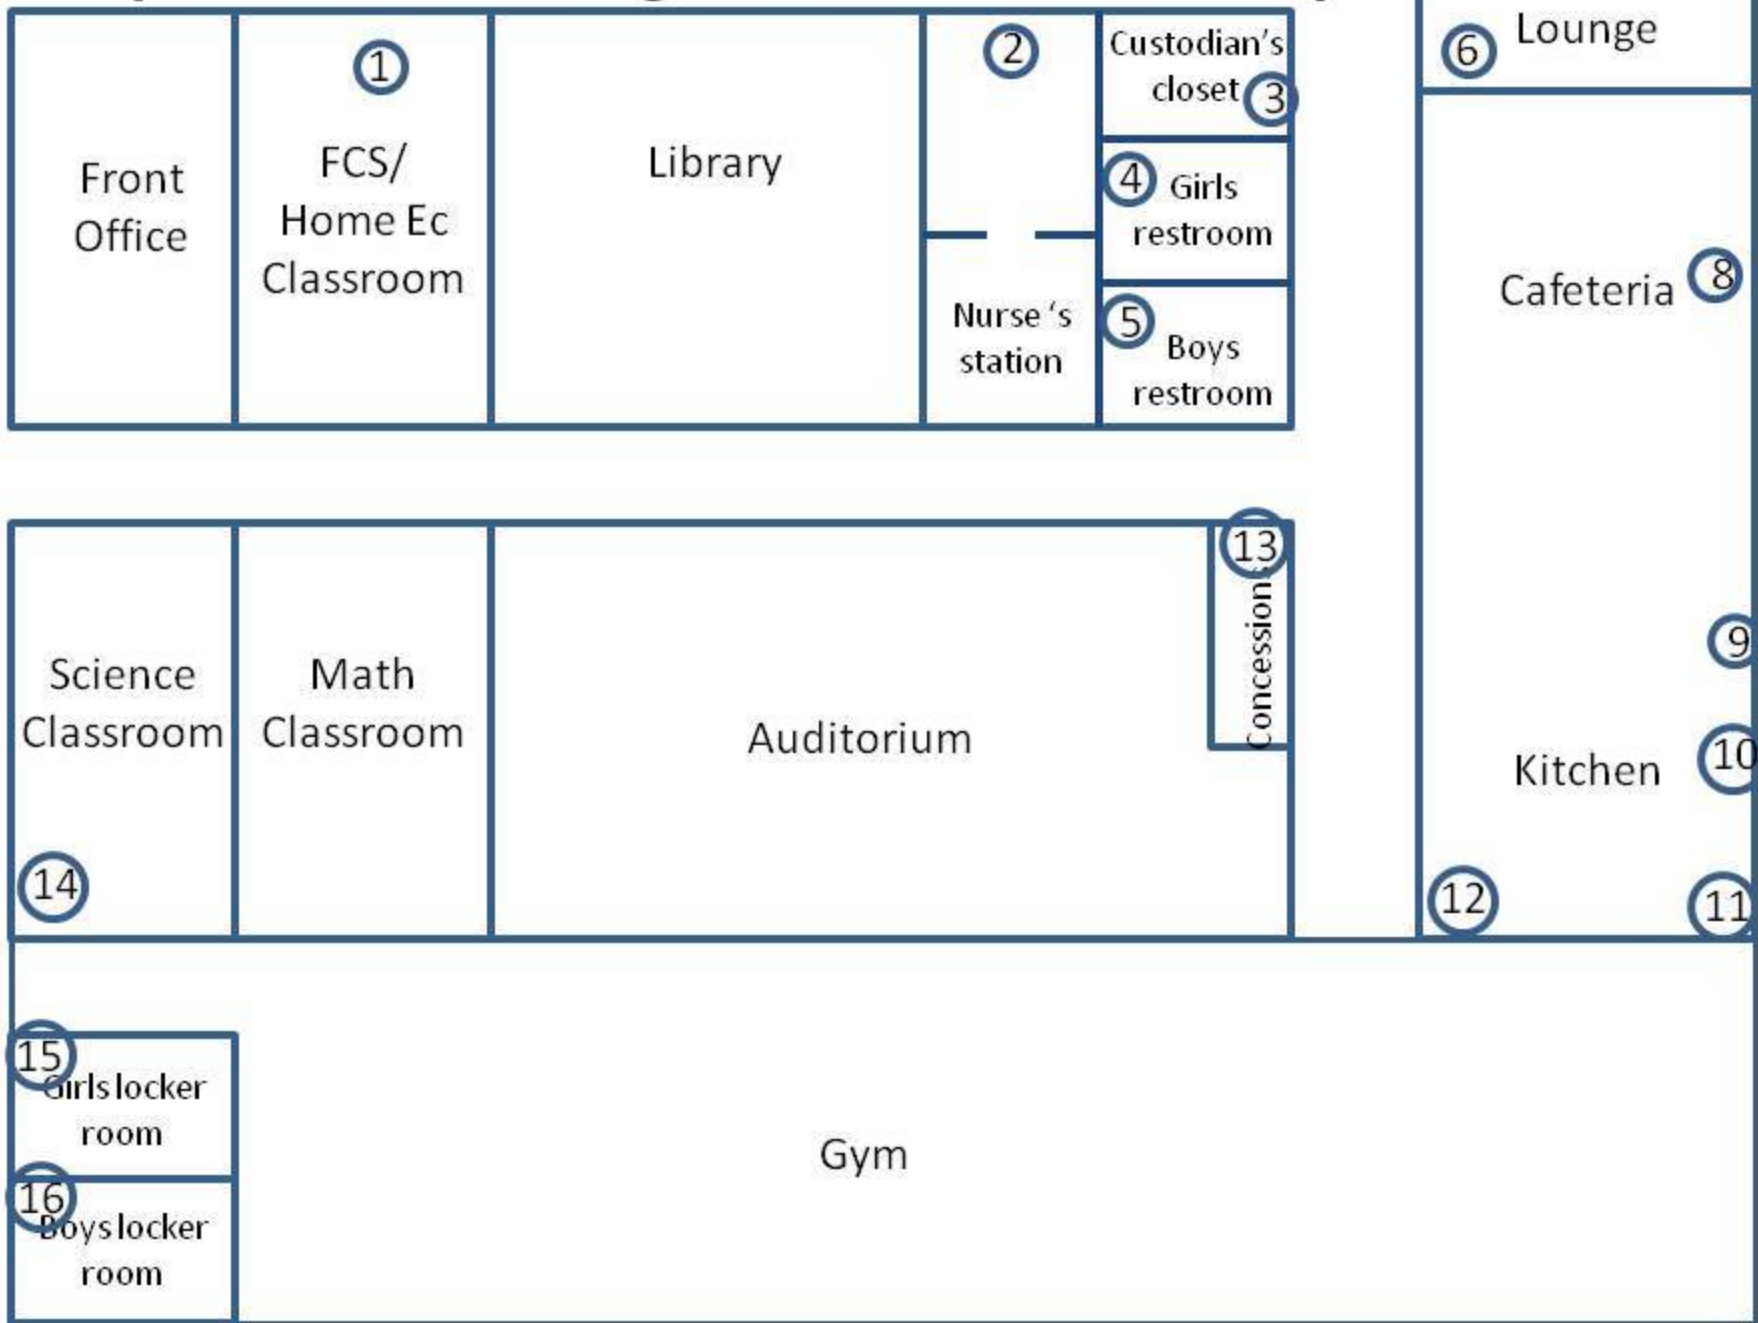 1
2
Custodian's
closet
3
6
Lounge
Front
Office
FCS/
Home Ec
Classroom
Library
4
Girls
restroom
Nurse 's
station
5
Boys
restroom
Cafeteria
8
13
Concessions
9
Science
Classroom
Math
Classroom
Auditorium
Kitchen
10
14
12
11
15
Girls locker
room
16
Boys locker
room
Gym